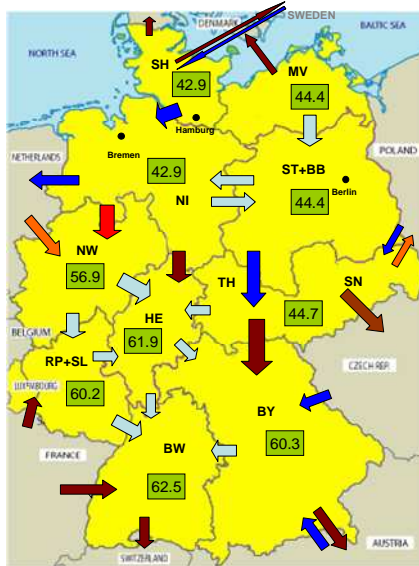 SWEDEN
DENMARK
BALTIC SEA
NORTH SEA
SH
MV
42.9
44.4
Hamburg
Bremen
NETHERLANDS
POLAND
42.9
ST+BB
Berlin
NI
44.4
NW
56.9
TH
SN
HE
44.7
BELGIUM
61.9
RP+SL
LUXEMBOURG
60.2
CZECH REP.
BY
BW
60.3
FRANCE
62.5
AUSTRIA
SWITZERLAND